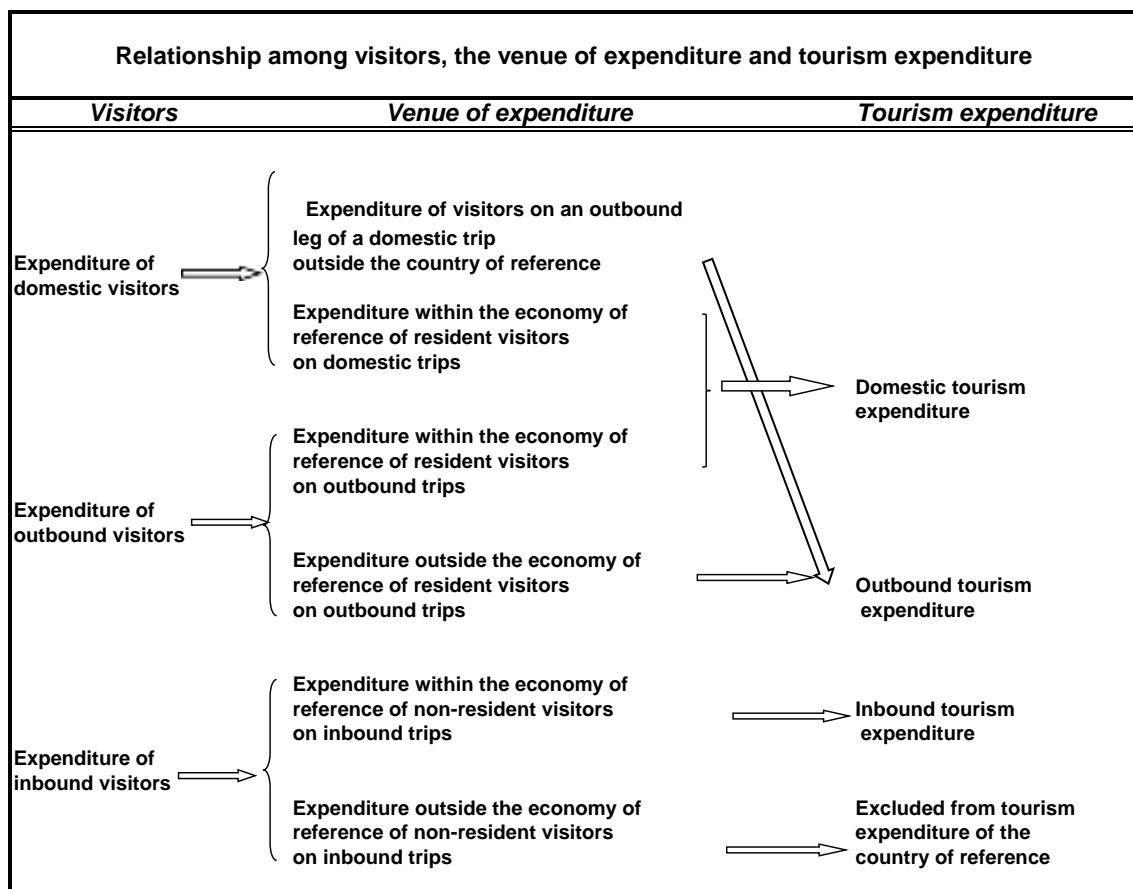 Relationship among visitors, the venue of expenditure and tourism expenditure
Visitors
Venue of expenditure
Tourism expenditure
Expenditure of
domestic visitors
Expenditure of visitors on an outbound
leg of a domestic trip
outside the country of reference
Expenditure within the economy of
reference of resident visitors
on domestic trips
Domestic tourism
expenditure
Expenditure of
outbound visitors
Expenditure within the economy of
reference of resident visitors
on outbound trips
Expenditure outside the economy of
reference of resident visitors
on outbound trips
Outbound tourism
expenditure
Expenditure of
inbound visitors
Expenditure within the economy of
reference of non-resident visitors
on inbound trips
Inbound tourism
expenditure
Expenditure outside the economy of
reference of non-resident visitors
on inbound trips
Excluded from tourism
expenditure of the
country of reference